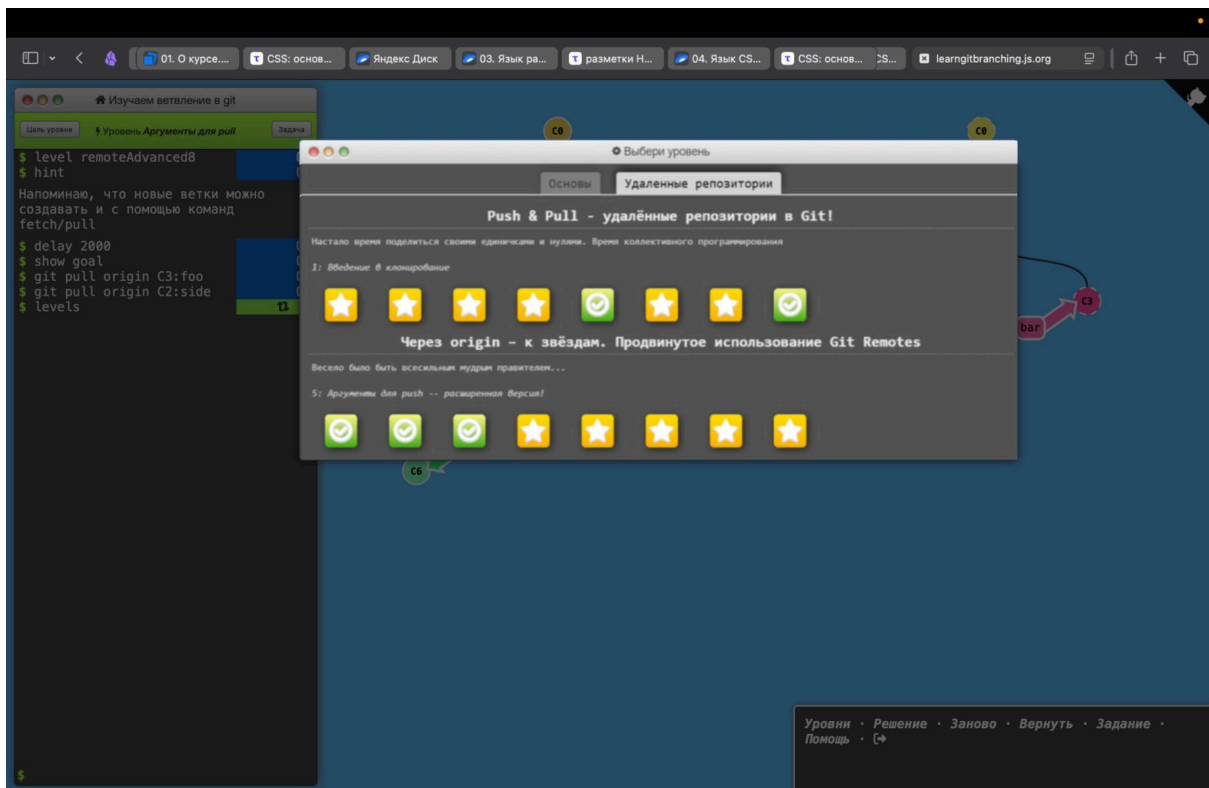 01. О курсе....
CSS: основ...
Яндекс Диск
03. Язык ра...
разметки H...
04. Язык CS...
CSS: основ...
CS...
learngitbranching.js.org
Изучаем ветвление в git
Цель уровня
Уровень Аргументы для pull
Задача
$ level remoteAdvanced8
$ hint
Напоминаю, что новые ветки можно
создавать и с помощью команд
fetch/pull
$ delay 2000
$ show goal
$ git pull origin C3:foo
$ git pull origin C2:side
$ levels
$
C0
C0
Выбери уровень
Основы
Удаленные репозитории
Push & Pull - удалённые репозитории в Git!
Настало время поделиться своими единичками и нулями. Время коллективного программирования
1: Введение в клонирование
Через origin – к звёздам. Продвинутое использование Git Remotes
Весело было быть всесильным мудрым правителем...
5: Аргументы для push -- расширенная версия!
bar
C3
C6
Уровни · Решение · Заново · Вернуть · Задание ·
Помощь ·